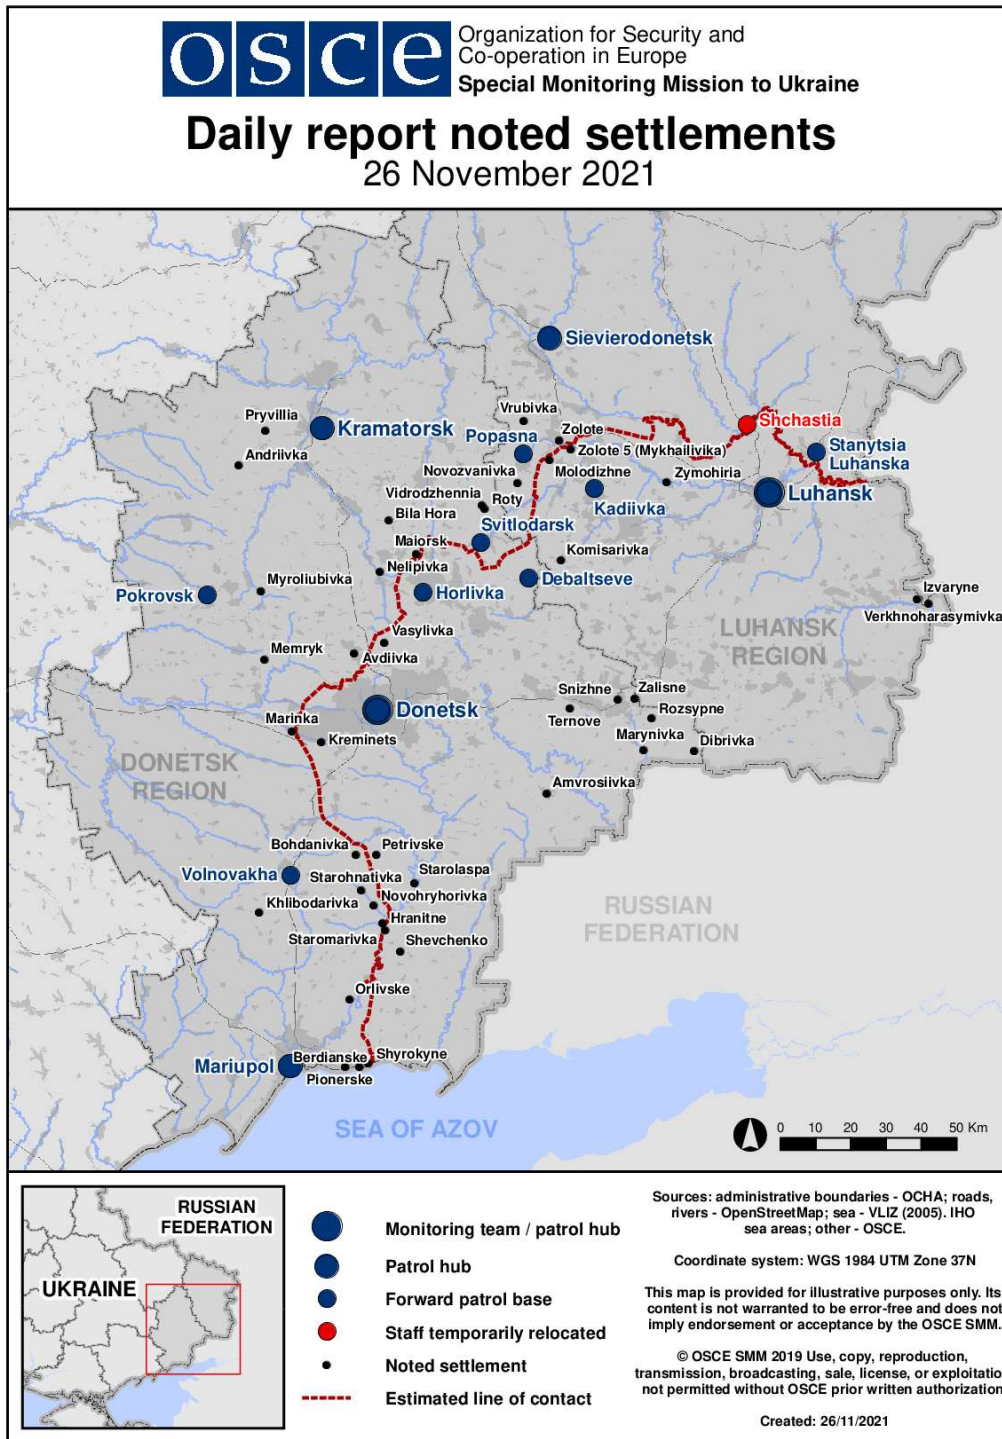 osce
Organization for Security and
Co-operation in Europe
Special Monitoring Mission to Ukraine
Daily report noted settlements
26 November 2021
Sievierodonetsk
Pryvillia
Kramatorsk
Andriivka
Vrubivka
Popasna
Zolote
Zolote 5 (Mykhailivka)
Shchastia
Stanytsia
Luhanska
Novozvanivka
Molodizhne
Zymohiria
Luhansk
Vidrodzhennia
Roty
Kadiivka
Bila Hora
Svitlodarsk
Maiorsk
Komisarivka
Nelipivka
Myroliubivka
Pokrovsk
Horlivka
Debaltseve
Izvaryne
Verkhnoharasymivka
Vasylivka
LUHANSK
REGION
Memryk
Avdiivka
Snizhne
Zalisne
Donetsk
Ternove
Rozsypne
Marinka
Kreminets
Marynivka
Dibrivka
DONETSK
REGION
Amvrosiivka
Bohdanivka
Petrivske
Volnovakha
Starohnativka
Starolaspa
Khlibodarivka
Novohryhorivka
Hranitne
Staromarivka
Shevchenko
RUSSIAN
FEDERATION
Orlivske
Mariupol
Berdianske
Shyrokyne
Pionerske
SEA OF AZOV
0 10 20 30 40 50 Km
RUSSIAN
FEDERATION
UKRAINE
Monitoring team / patrol hub
Patrol hub
Forward patrol base
Staff temporarily relocated
Noted settlement
Estimated line of contact
Sources: administrative boundaries - OCHA; roads,
rivers - OpenStreetMap; sea - VLIZ (2005). IHO
sea areas; other - OSCE.
Coordinate system: WGS 1984 UTM Zone 37N
This map is provided for illustrative purposes only. Its
content is not warranted to be error-free and does not
imply endorsement or acceptance by the OSCE SMM.
© OSCE SMM 2019 Use, copy, reproduction,
transmission, broadcasting, sale, license, or exploitatio
not permitted without OSCE prior written authorization
Created: 26/11/2021